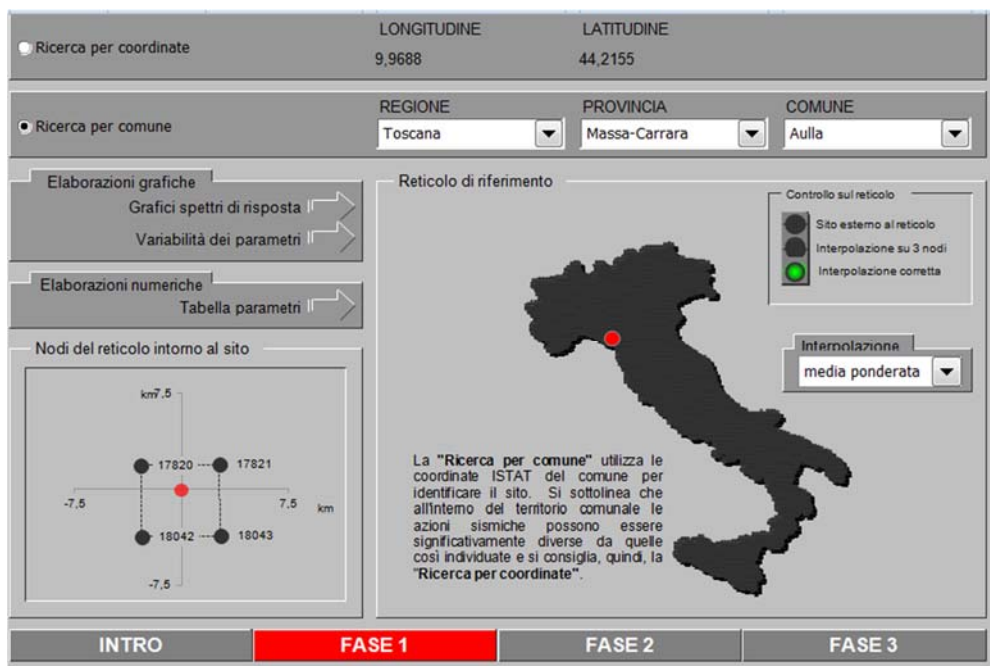 LONGITUDINE LATITUDINE
Ricerca per coordinate
9,9688 44,2155
REGIONE PROVINCIA COMUNE
Ricerca per comune
Toscana Massa-Carrara Aulla
Elaborazioni grafiche
Grafici spettri di risposta
Variabilità dei parametri
Elaborazioni numeriche
Tabella parametri
Nodi del reticolo intorno al sito
km 7,5
17820 17821
-7,5 7,5 km
18042 18043
-7,5
Reticolo di riferimento
Controllo sul reticolo
Sito esterno al reticolo
Interpolazione su 3 nodi
Interpolazione corretta
Interpolazione
media ponderata
La "Ricerca per comune" utilizza le
coordinate ISTAT del comune per
identificare il sito. Si sottolinea che
all'interno del territorio comunale le
azioni sismiche possono essere
significativamente diverse da quelle
così individuate e si consiglia, quindi, la
"Ricerca per coordinate".
INTRO FASE 1 FASE 2 FASE 3